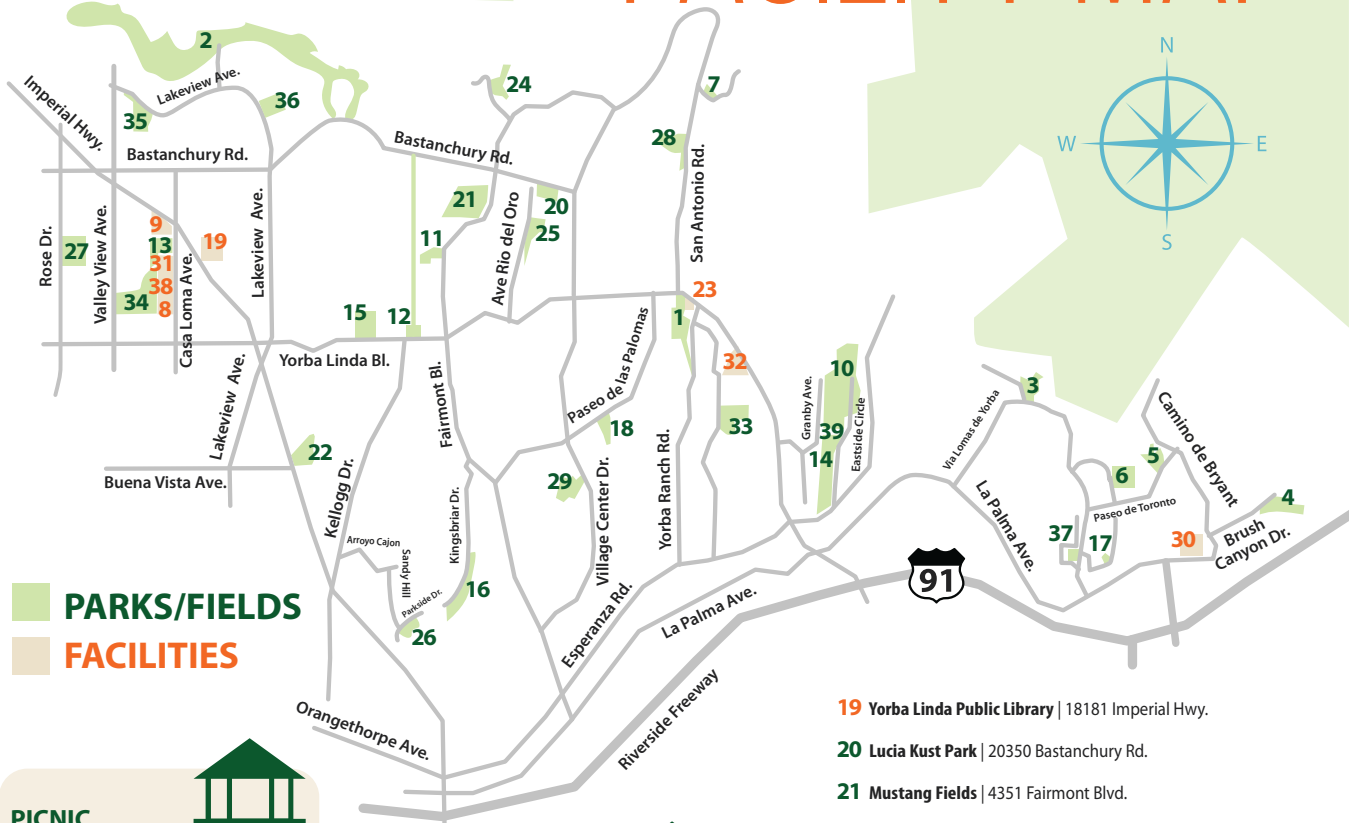 FACILITY MAP
N
W
E
S
2
Lakeview Ave.
Imperial Hwy.
35
36
24
7
28
Bastanchury Rd.
Bastanchury Rd.
San Antonio Rd.
21
20
25
11
Ave Rio del Oro
Rose Dr.
27
Valley View Ave.
9
13
31
38
8
34
19
Casa Loma Ave.
Lakeview Ave.
15
12
23
1
Yorba Linda Bl.
Lakeview Ave.
Fairmont Bl.
Paseo de las Palomas
32
10
Granby Ave.
39
14
Eastside Circle
33
18
3
Via Lomas de Yorba
Camino de Bryant
22
Buena Vista Ave.
Kellogg Dr.
29
Village Center Dr.
Yorba Ranch Rd.
5
6
4
La Palma Ave.
Paseo de Toronto
37
17
30
Brush
Canyon Dr.
Kingsbriar Dr.
Arroyo Cajon
Sandy Hill
Parkside Dr.
16
26
Esperanza Rd.
La Palma Ave.
91
PARKS/FIELDS
FACILITIES
Orangethorpe Ave.
Riverside Freeway
19 Yorba Linda Public Library | 18181 Imperial Hwy.
20 Lucia Kust Park | 20350 Bastanchury Rd.
21 Mustang Fields | 4351 Fairmont Blvd.
PICNIC